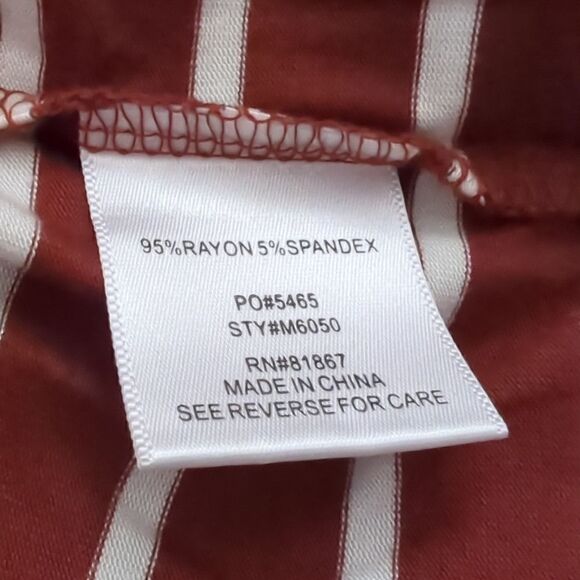 95%RAYON 5%SPANDEX
PO#5465
STY#M6050
RN#81867
MADE IN CHINA
SEE REVERSE FOR CARE